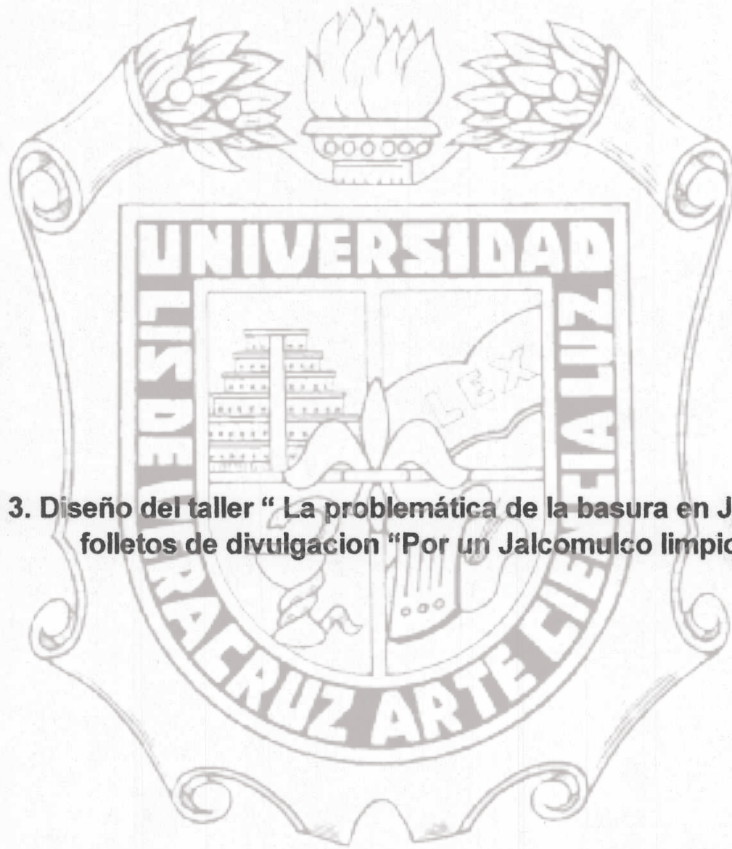 UNIVERSIDAD
LIS DE VERACRUZ ARTE CIENCIA LUZ
LEX
3. Diseño del taller “ La problemática de la basura en J
folletos de divulgacion “Por un Jalcomulco limpio